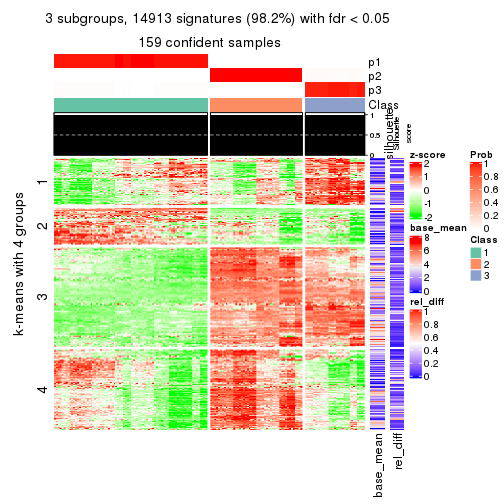 3 subgroups, 14913 signatures (98.2%) with fdr < 0.05
159 confident samples
p1
p2
p3
Class
1
0.5
0
silhouette
Silhouette
score
k-means with 4 groups
1
2
3
4
base_mean
rel_diff
z-score
2
1
0
-1
-2
base_mean
8
6
4
2
0
rel_diff
1
0.8
0.6
0.4
0.2
0
Prob
1
0.8
0.6
0.4
0.2
0
Class
1
2
3